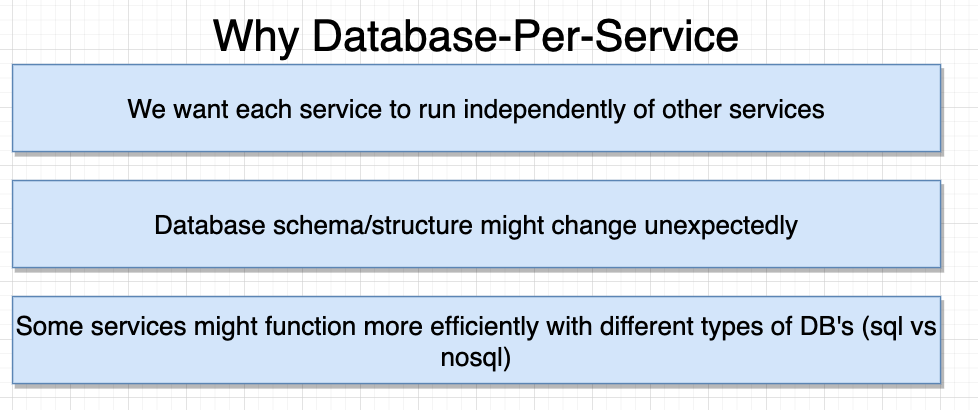 Why Database-Per-Service
We want each service to run independently of other services
Database schema/structure might change unexpectedly
Some services might function more efficiently with different types of DB's (sql vs
nosql)